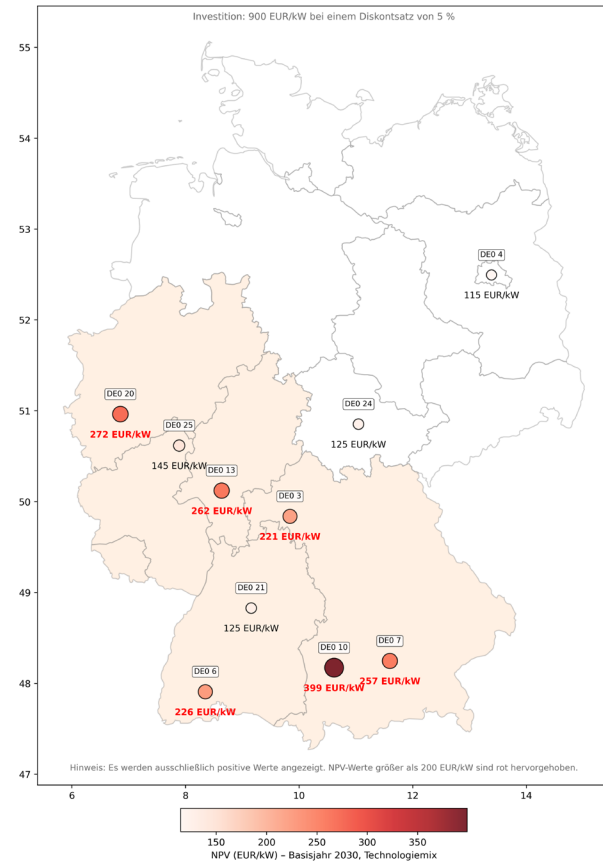 Investition: 900 EUR/kW bei einem Diskontsatz von 5 %
55
54
53
52
51
50
49
48
47
DE0 4
115 EUR/kW
DE0 20
272 EUR/kW
DE0 25
145 EUR/kW
DE0 24
125 EUR/kW
DE0 13
262 EUR/kW
DE0 3
221 EUR/kW
DE0 21
125 EUR/kW
DE0 10
399 EUR/kW
DE0 7
257 EUR/kW
DE0 6
226 EUR/kW
Hinweis: Es werden ausschließlich positive Werte angezeigt. NPV-Werte größer als 200 EUR/kW sind rot hervorgehoben.
6 8 10 12 14
150 200 250 300 350
NPV (EUR/kW) – Basisjahr 2030, Technologiemix